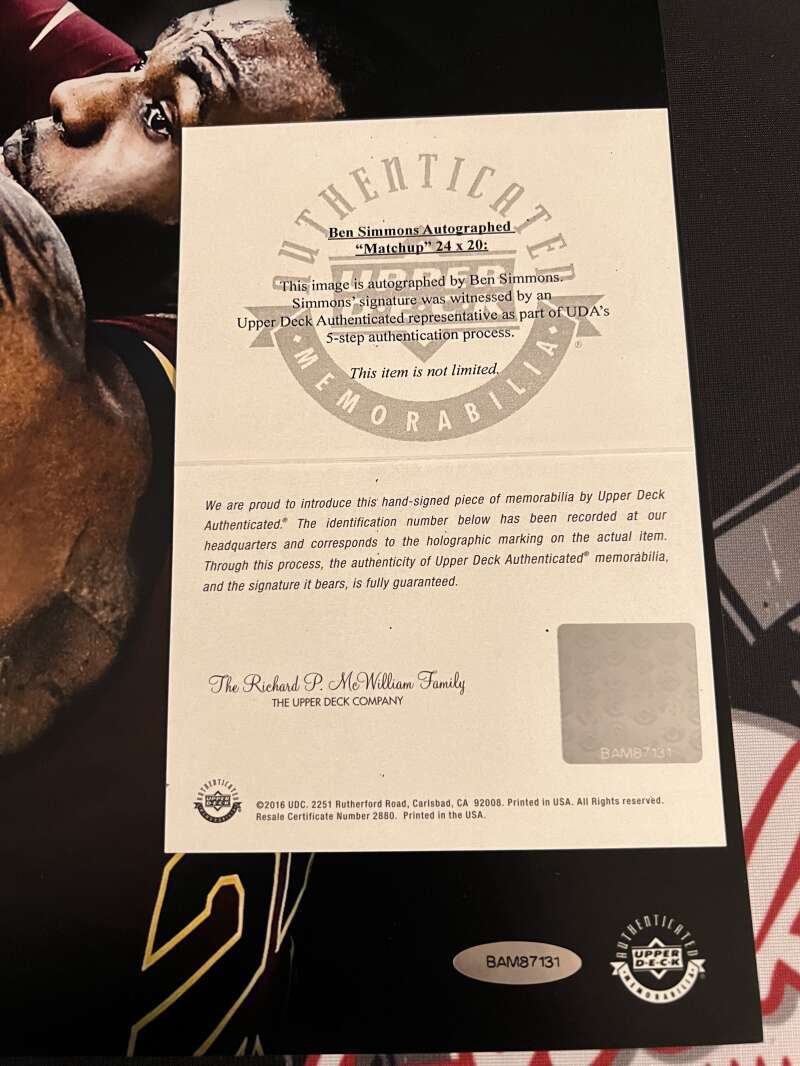 AUTHENTICATED
Ben Simmons Autographed
“Matchup” 24 x 20:
UPPER
This image is autographed by Ben Simmons.
Simmons’ signature was witnessed by an
Upper Deck Authenticated representative as part of UDA’s
5-step authentication process.
This item is not limited.
MEMORABILIA
®
We are proud to introduce this hand-signed piece of memorabilia by Upper Deck
Authenticated.® The identification number below has been recorded at our
headquarters and corresponds to the holographic marking on the actual item.
Through this process, the authenticity of Upper Deck Authenticated® memorabilia,
and the signature it bears, is fully guaranteed.
The Richard P. McWilliam Family
THE UPPER DECK COMPANY
BAM87131
AUTHENTICATED
UPPER
DECK
MEMORABILIA
©2016 UDC. 2251 Rutherford Road, Carlsbad, CA 92008. Printed in USA. All Rights reserved.
Resale Certificate Number 2880. Printed in the USA.
BAM87131
AUTHENTICATED
UPPER
D·E·C·K
MEMORABILIA